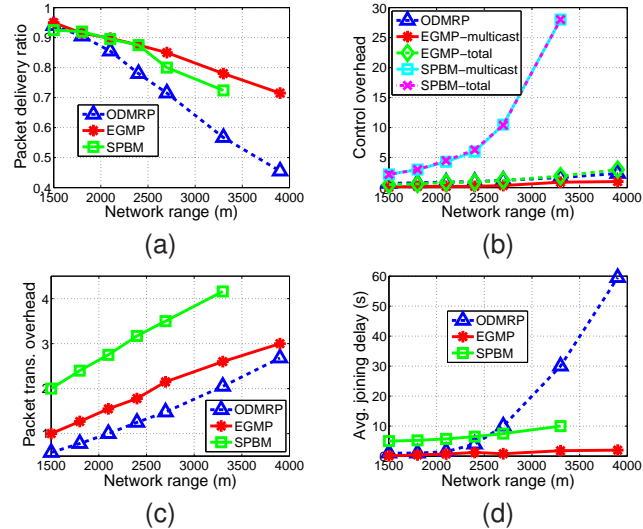 Packet delivery ratio
1
0.9
0.8
0.7
0.6
0.5
0.4
ODMRP
EGMP
SPBM
1500 2000 2500 3000 3500 4000
Network range (m)
(a)
Control overhead
30
25
20
15
10
5
0
ODMRP
EGMP−multicast
EGMP−total
SPBM−multicast
SPBM−total
1500 2000 2500 3000 3500 4000
Network range (m)
(b)
Packet trans. overhead
4
3
2
ODMRP
EGMP
SPBM
1500 2000 2500 3000 3500 4000
Network range (m)
(c)
Avg. joining delay (s)
60
50
40
30
20
10
0
ODMRP
EGMP
SPBM
1500 2000 2500 3000 3500 4000
Network range (m)
(d)